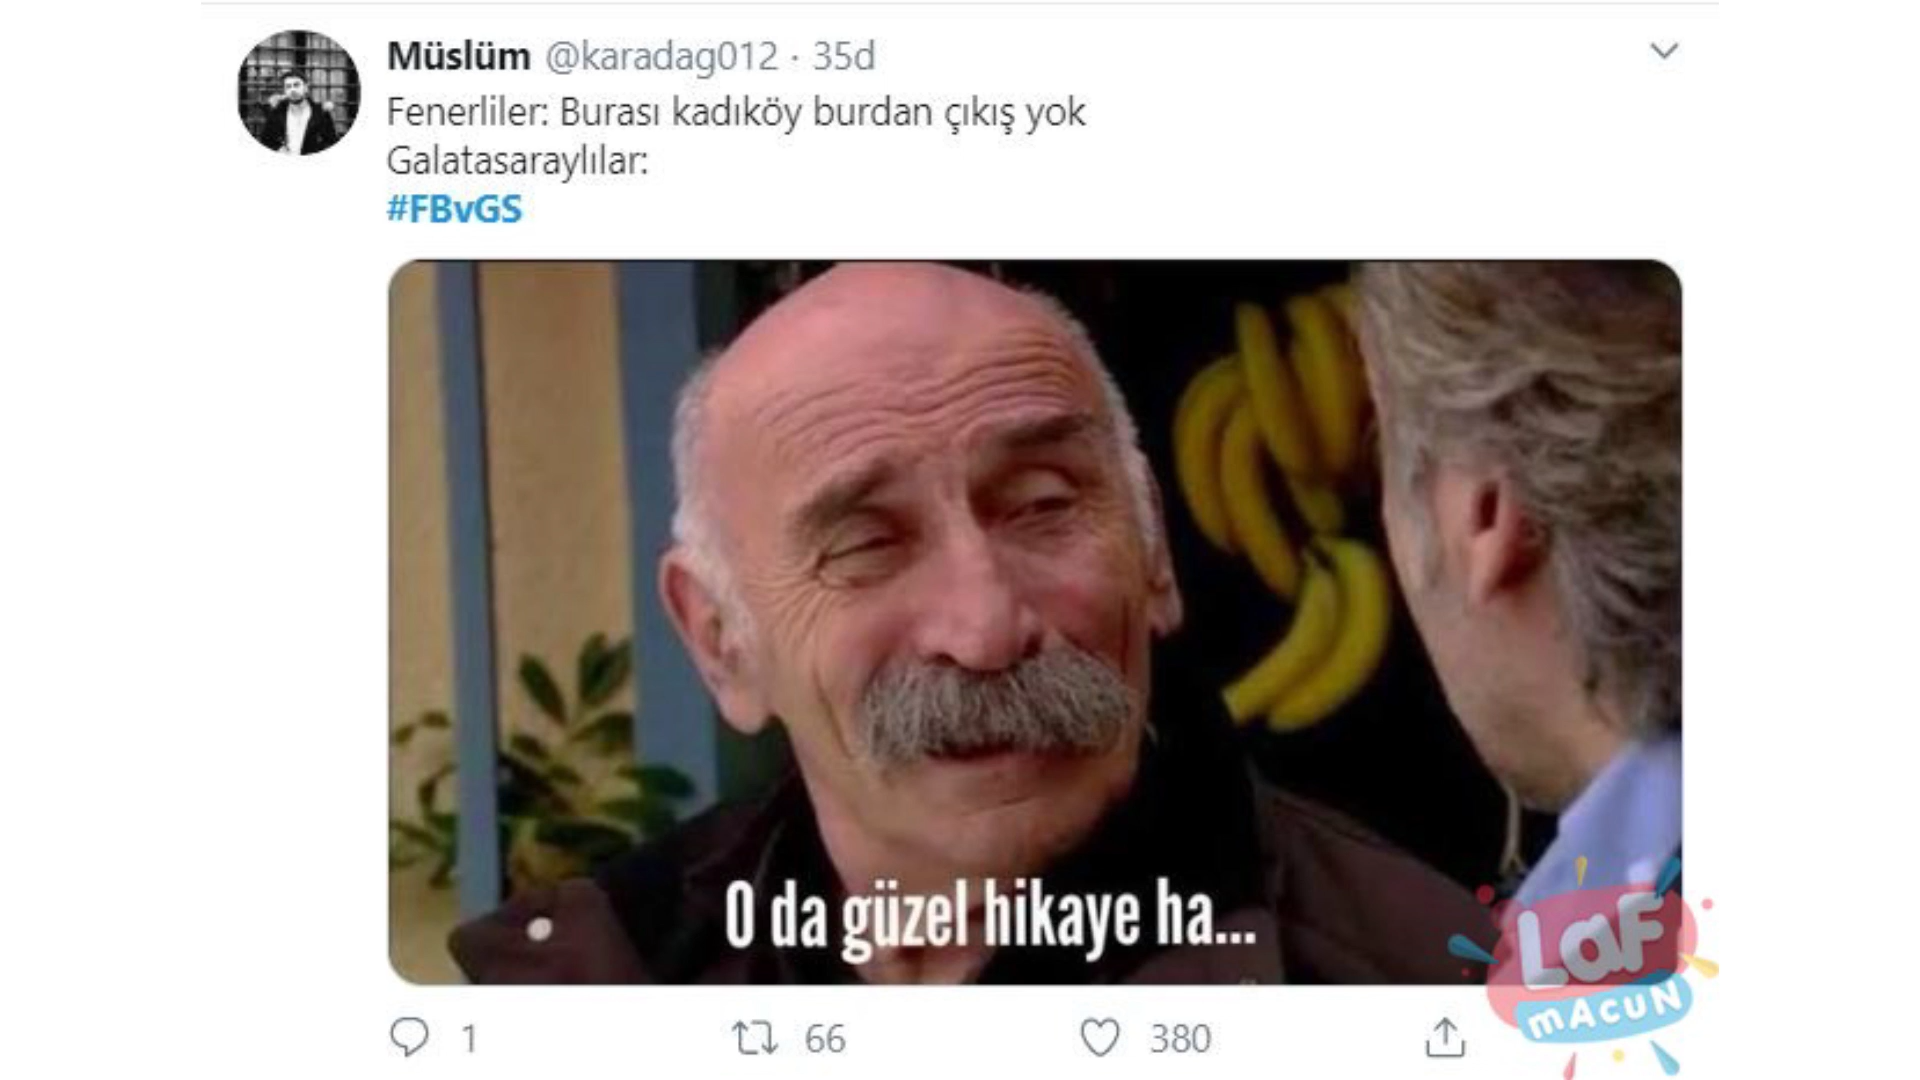 Müslüm @karadag012 · 35d
Fenerliler: Burası kadıköy burdan çıkış yok
Galatasaraylılar:
#FBvGS
O da güzel hikaye ha...
1 66 380
LaF
mAcuN